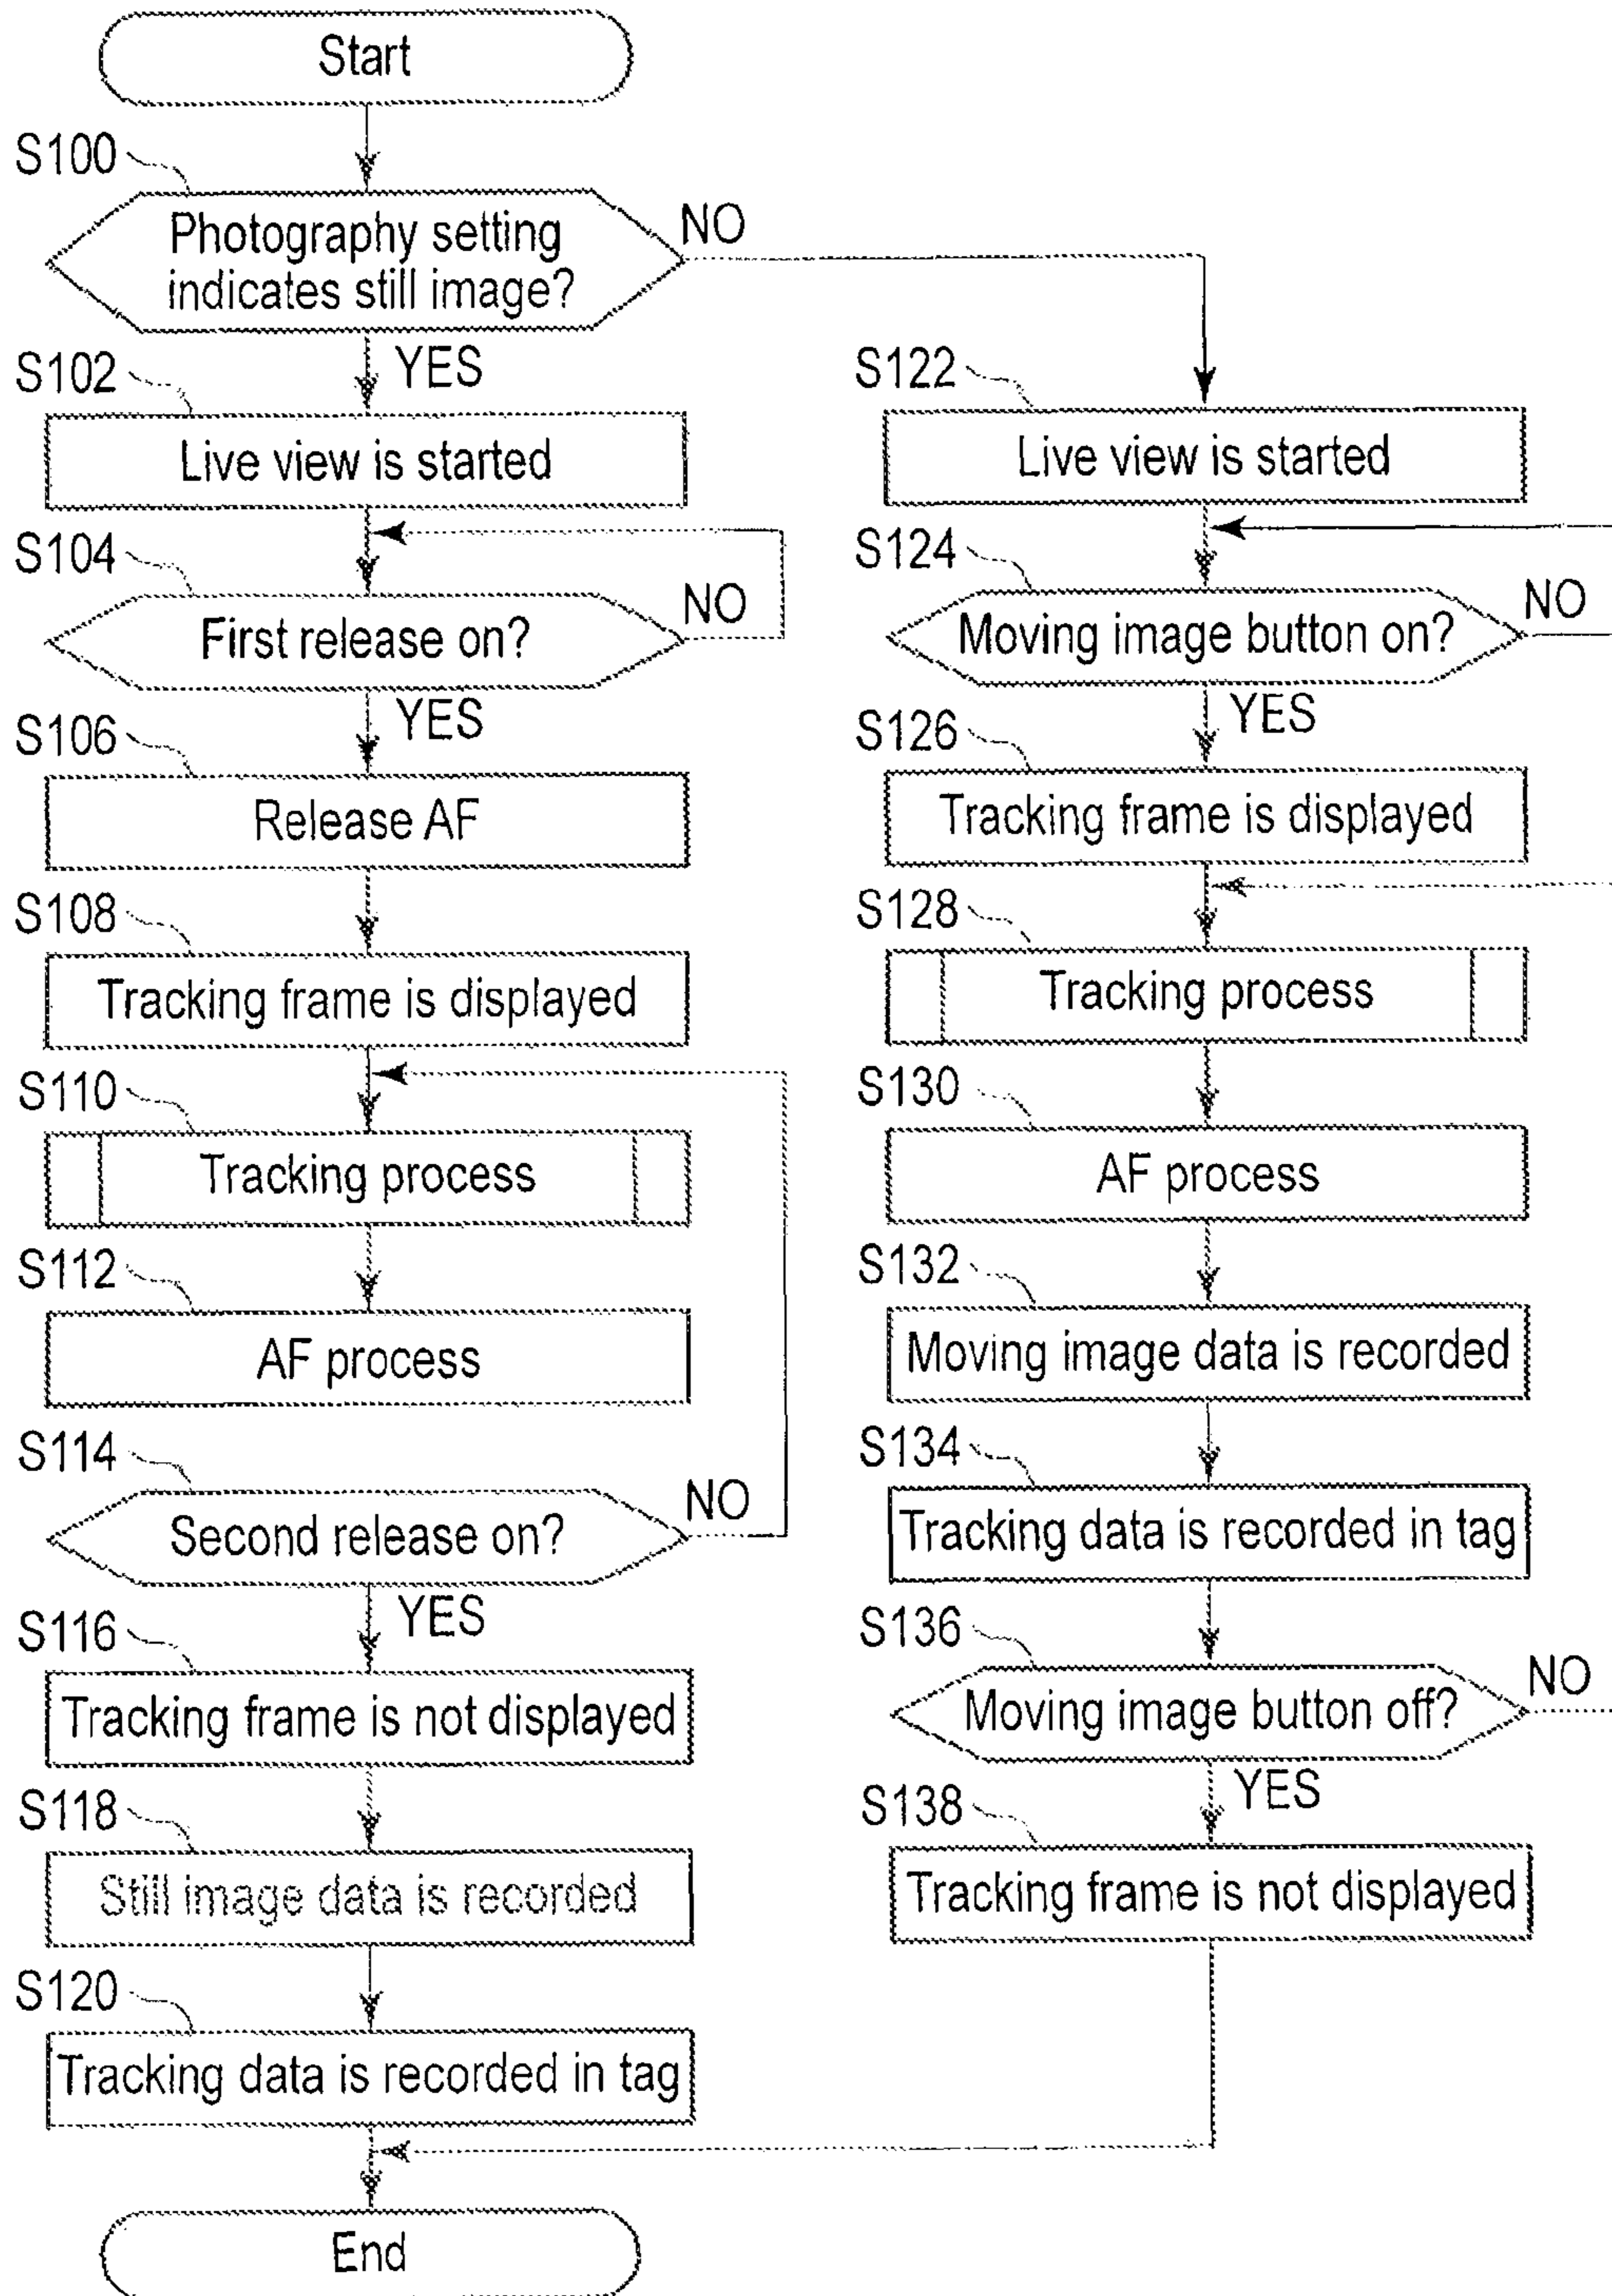 Start
S100
Photography setting
indicates still image?
NO
YES
S102
Live view is started
S104
First release on?
NO
YES
S106
Release AF
S108
Tracking frame is displayed
S110
Tracking process
S112
AF process
S114
Second release on?
NO
YES
S116
Tracking frame is not displayed
S118
Still image data is recorded
S120
Tracking data is recorded in tag
End
S122
Live view is started
S124
Moving image button on?
NO
YES
S126
Tracking frame is displayed
S128
Tracking process
S130
AF process
S132
Moving image data is recorded
S134
Tracking data is recorded in tag
S136
Moving image button off?
NO
YES
S138
Tracking frame is not displayed